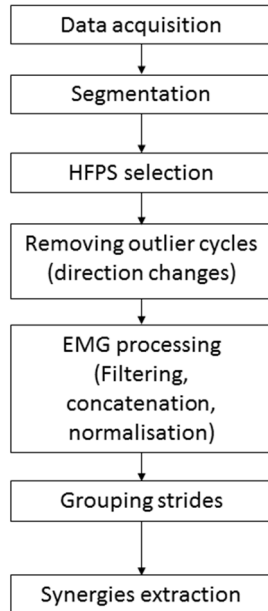 Data acquisition
Segmentation
HFPS selection
Removing outlier cycles
(direction changes)
EMG processing
(Filtering,
concatenation,
normalisation)
Grouping strides
Synergies extraction